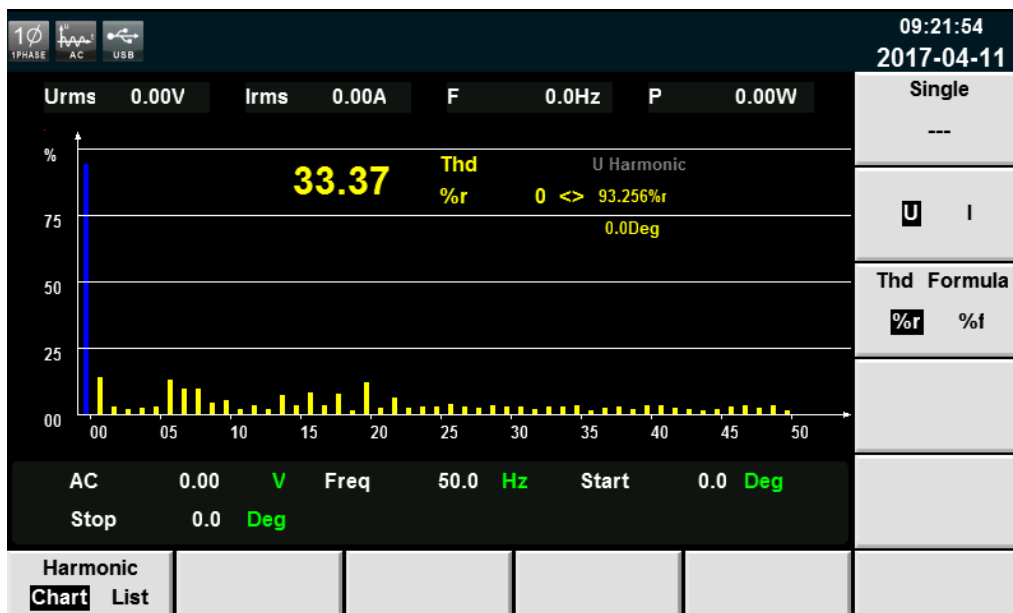 1Ø U AC USB 09:21:54
1PHASE 2017-04-11
Urms 0.00V Irms 0.00A F 0.0Hz P 0.00W
Single
---
%
33.37 Thd U Harmonic
%r 0 <> 93.256%r
0.0Deg
U I
75
50
Thd Formula
%r %f
25
00
00 05 10 15 20 25 30 35 40 45 50
AC 0.00 V Freq 50.0 Hz Start 0.0 Deg
Stop 0.0 Deg
Harmonic
Chart List